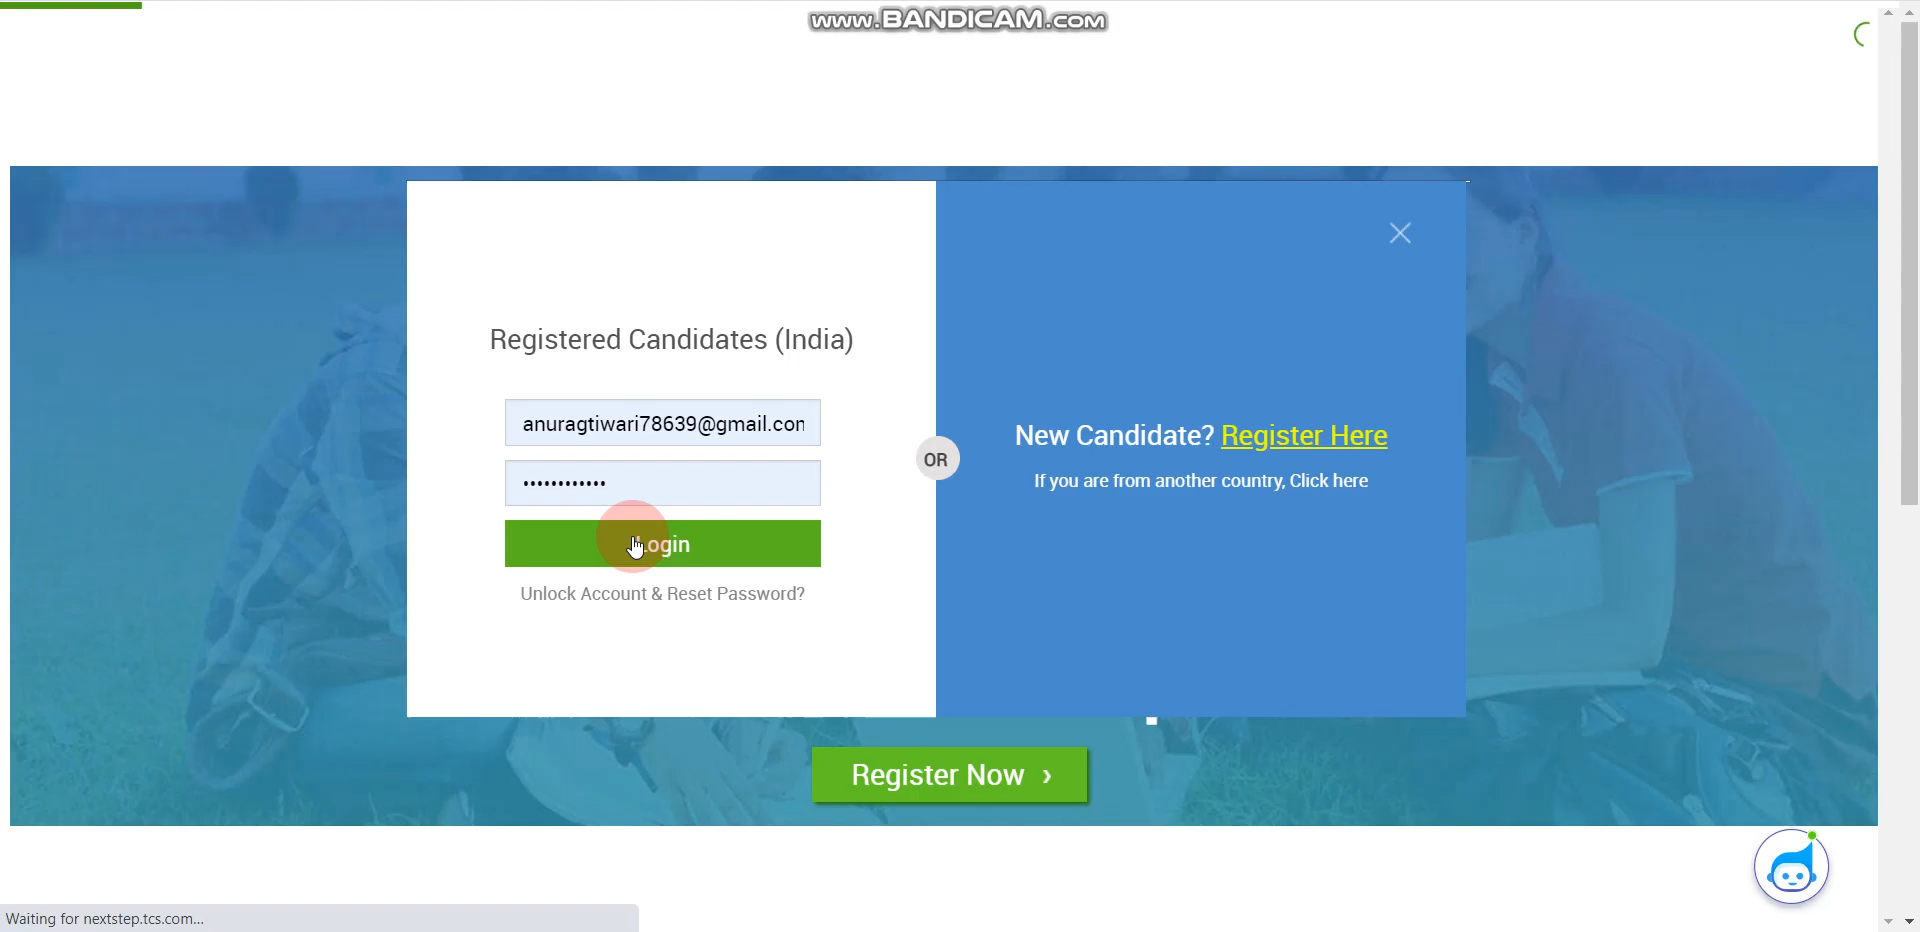 www.BANDICAM.com
Registered Candidates (India)
anuragtiwari78639@gmail.con
••••••••••••
Login
Unlock Account & Reset Password?
OR
New Candidate? Register Here
If you are from another country, Click here
Register Now ›
Waiting for nextstep.tcs.com...